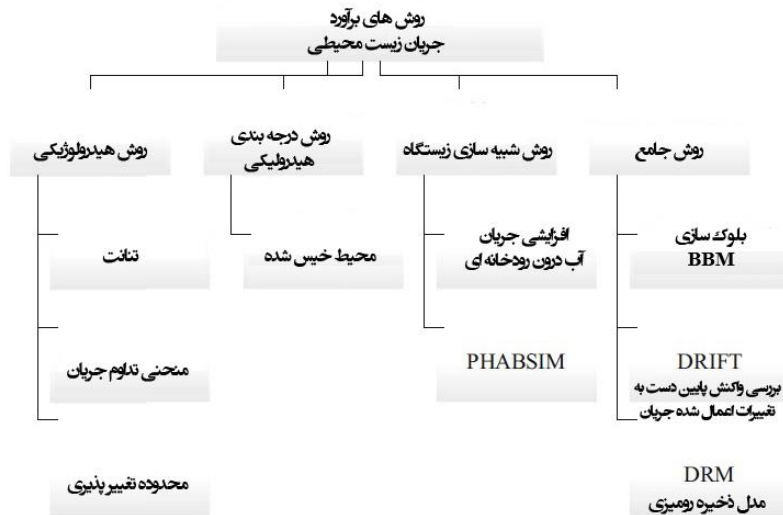 روش های برآورد
جریان زیست محیطی
روش جامع
روش شبیه سازی زیستگاه
روش درجه بندی
هیدرولیکی
روش هیدرولوژیکی
بلوک سازی
BBM
افزایشی جریان
آب درون رودخانه ای
محیط خیس شده
تنانت
DRIFT
بررسی واکنش پایین دست به
تغییرات اعمال شده جریان
PHABSIM
منحنی تداوم جریان
DRM
مدل ذخیره رومیزی
محدوده تغییر پذیری